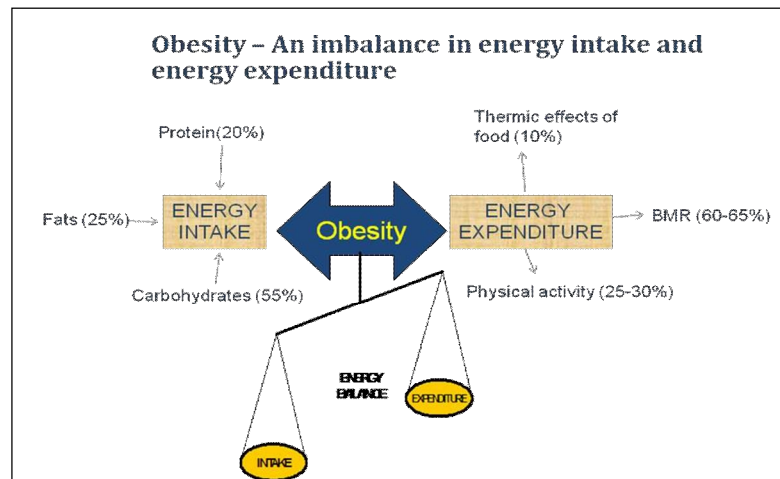 Obesity – An imbalance in energy intake and
energy expenditure
Thermic effects of
food (10%)
Protein(20%)
Fats (25%)
ENERGY
INTAKE
Obesity
ENERGY
EXPENDITURE
BMR (60-65%)
Carbohydrates (55%)
Physical activity (25-30%)
ENERGY
BALANCE
EXPENDITURE
INTAKE